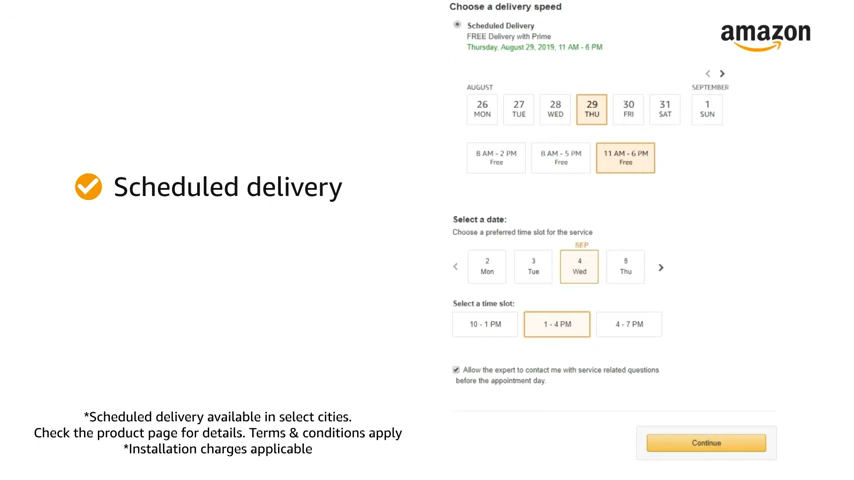 Choose a delivery speed
Scheduled Delivery
FREE Delivery with Prime
Thursday, August 29, 2019, 11 AM - 6 PM
amazon
AUGUST
SEPTEMBER
26 27 28 29 30 31 1
MON TUE WED THU FRI SAT SUN
8 AM - 2 PM 8 AM - 5 PM 11 AM - 6 PM
Free Free Free
Scheduled delivery
Select a date:
Choose a preferred time slot for the service
SEP
2 3 4 5
Mon Tue Wed Thu
Select a time slot:
10 - 1 PM 1 - 4 PM 4 - 7 PM
Allow the expert to contact me with service related questions
before the appointment day.
*Scheduled delivery available in select cities.
Check the product page for details. Terms & conditions apply
*Installation charges applicable
Continue